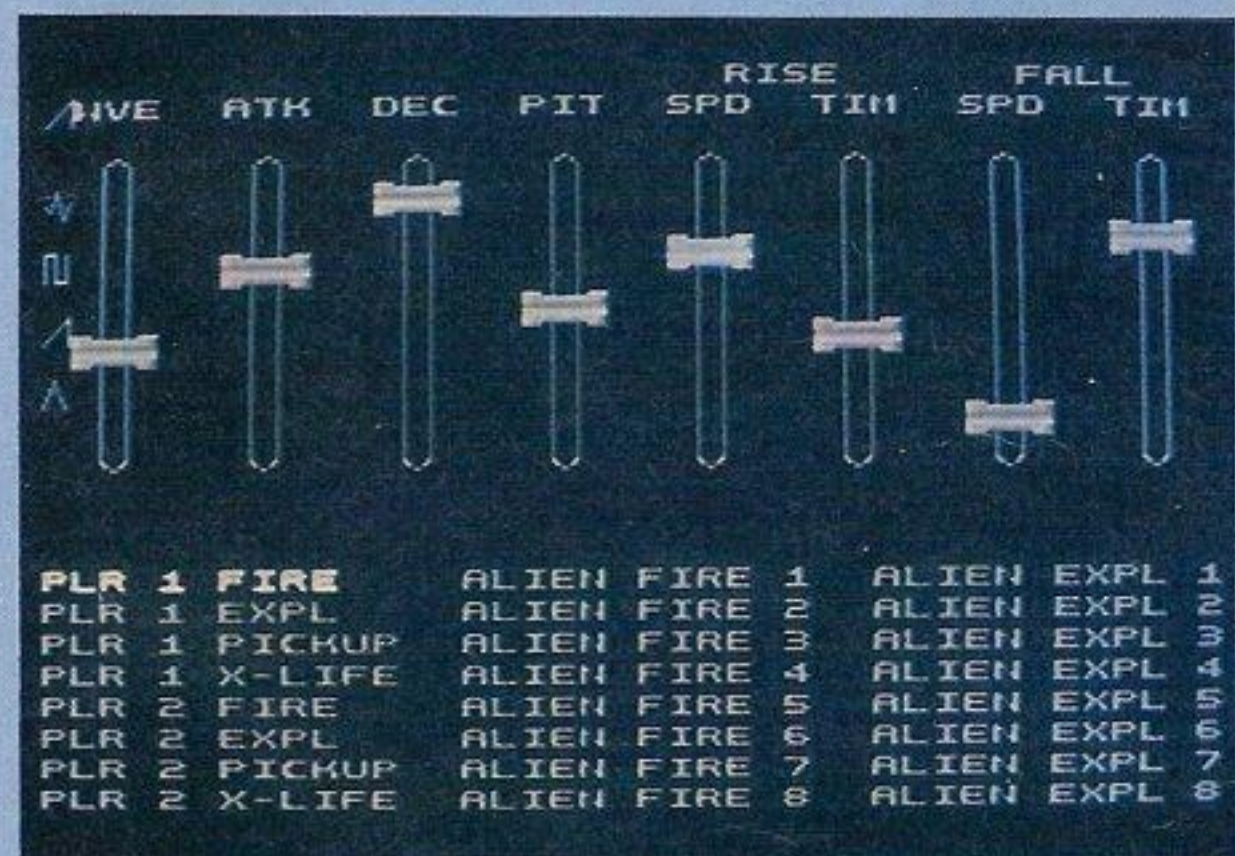 RISE FALL
WVE ATK DEC PIT SPD TIM SPD TIM
PLR 1 FIRE ALIEN FIRE 1 ALIEN EXPL 1
PLR 1 EXPL ALIEN FIRE 2 ALIEN EXPL 2
PLR 1 PICKUP ALIEN FIRE 3 ALIEN EXPL 3
PLR 1 X-LIFE ALIEN FIRE 4 ALIEN EXPL 4
PLR 2 FIRE ALIEN FIRE 5 ALIEN EXPL 5
PLR 2 EXPL ALIEN FIRE 6 ALIEN EXPL 6
PLR 2 PICKUP ALIEN FIRE 7 ALIEN EXPL 7
PLR 2 X-LIFE ALIEN FIRE 8 ALIEN EXPL 8